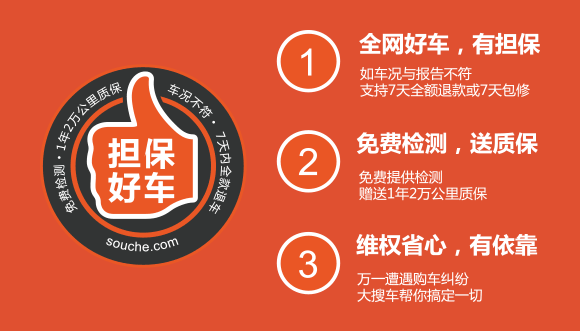 免费检测·1年2万公里质保
车况不符·7天内全款退车
担保
好车
souche.com
1
全网好车，有担保
如车况与报告不符
支持7天全额退款或7天包修
2
免费检测，送质保
免费提供检测
赠送1年2万公里质保
3
维权省心，有依靠
万一遭遇购车纠纷
大搜车帮你搞定一切